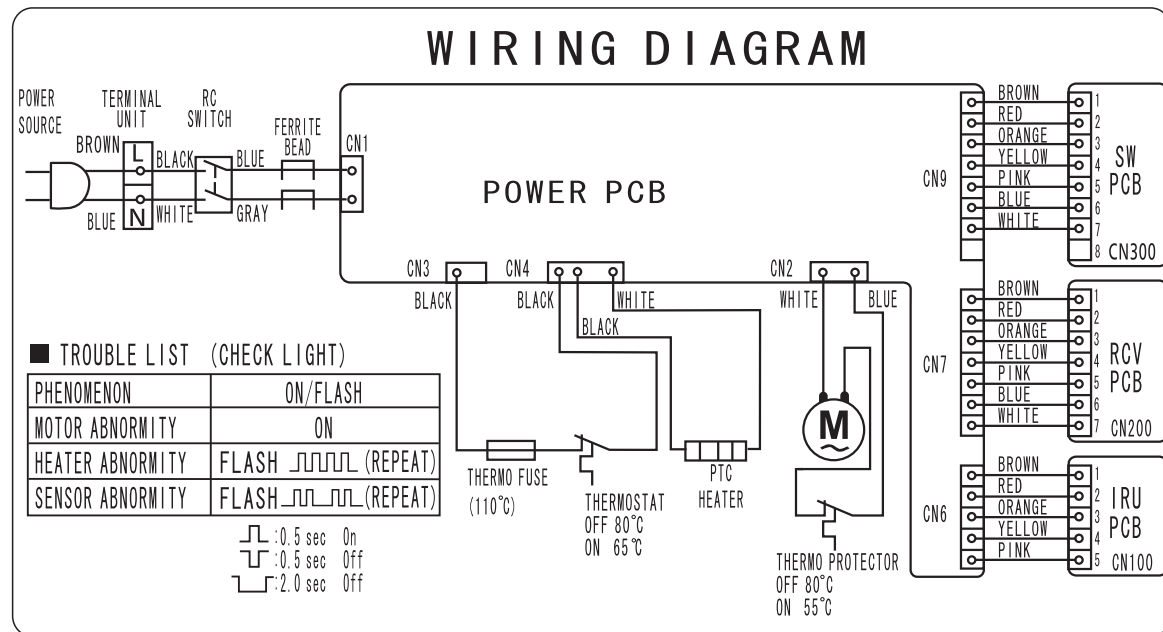 WIRING DIAGRAM
POWER
SOURCE
TERMINAL
UNIT
RC
SWITCH
FERRITE
BEAD
BROWN
L
BLACK
BLUE
CN1
BLUE
N
WHITE
GRAY
POWER PCB
CN9
BROWN
RED
ORANGE
YELLOW
PINK
BLUE
WHITE
1
2
3
4
5
6
7
8
SW
PCB
CN300
CN3
BLACK
CN4
BLACK
WHITE
BLACK
CN2
WHITE
BLUE
CN7
BROWN
RED
ORANGE
YELLOW
PINK
BLUE
WHITE
1
2
3
4
5
6
7
RCV
PCB
CN200
■ TROUBLE LIST (CHECK LIGHT)
PHENOMENON ON/FLASH
MOTOR ABNORMITY ON
HEATER ABNORMITY FLASH (REPEAT)
SENSOR ABNORMITY FLASH (REPEAT)
:0.5 sec On
:0.5 sec Off
:2.0 sec Off
THERMO FUSE
(110℃)
THERMOSTAT
OFF 80℃
ON 65℃
PTC
HEATER
M
THERMO PROTECTOR
OFF 80℃
ON 55℃
CN6
BROWN
RED
ORANGE
YELLOW
PINK
1
2
3
4
5
IRU
PCB
CN100